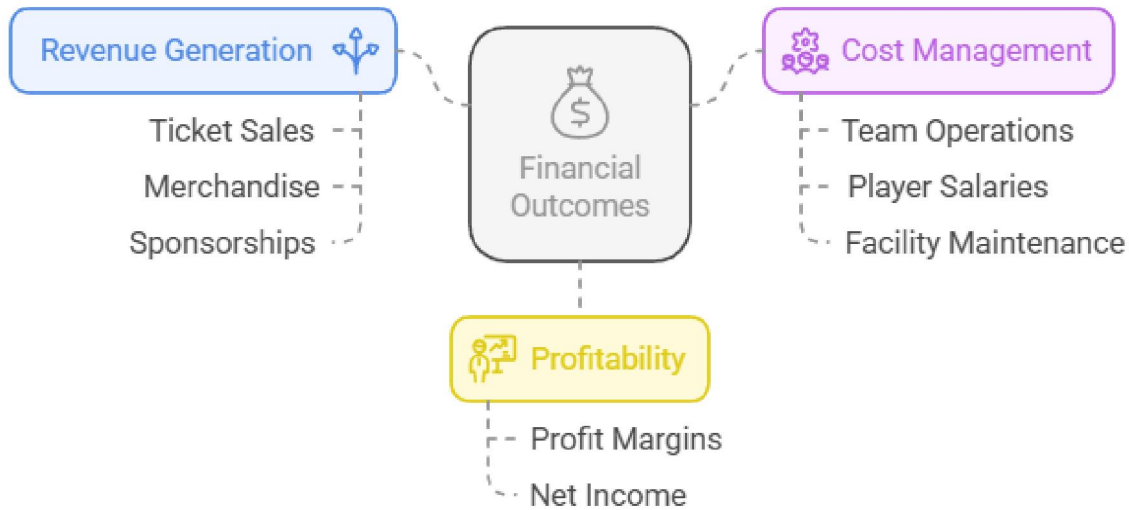 Revenue Generation
Ticket Sales
Merchandise
Sponsorships
$
Financial
Outcomes
Cost Management
Team Operations
Player Salaries
Facility Maintenance
Profitability
Profit Margins
Net Income